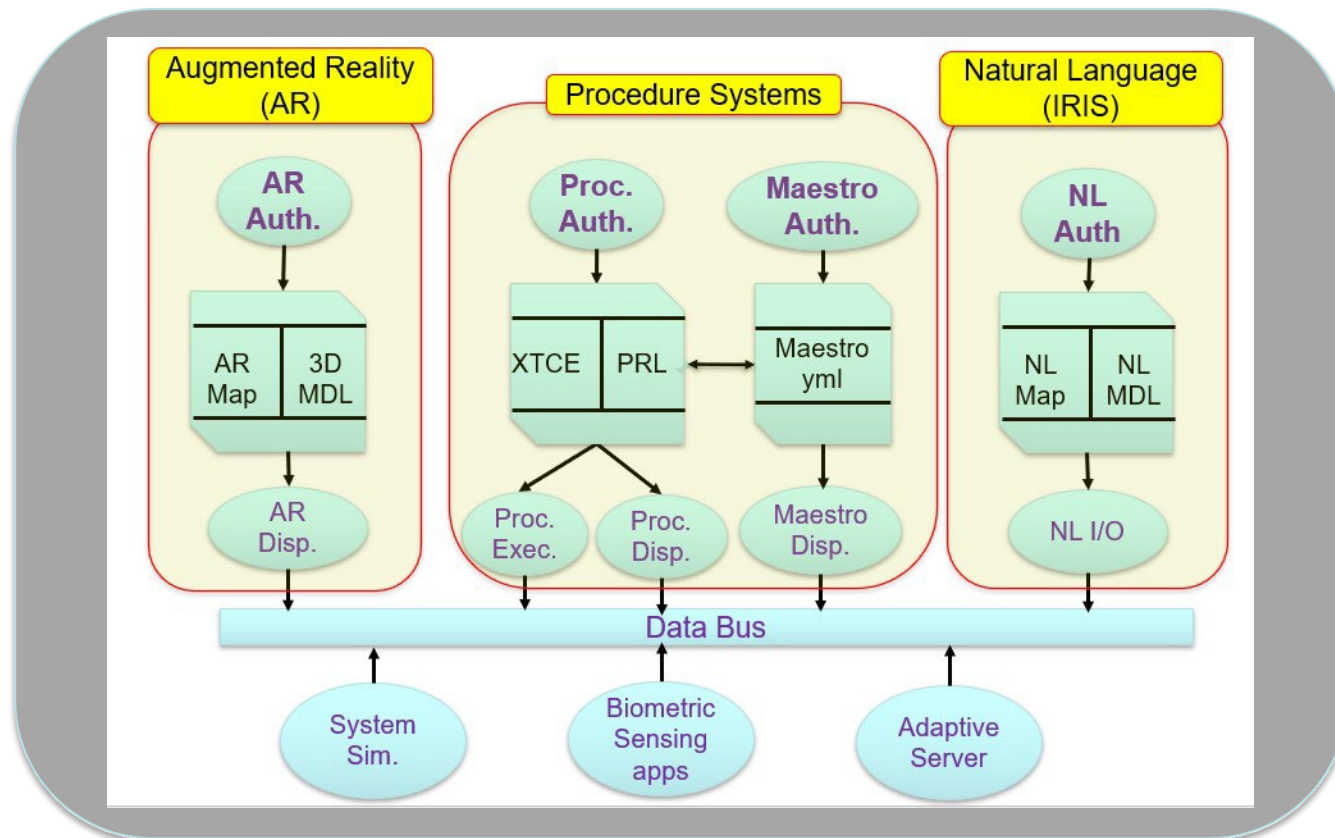 Augmented Reality
(AR)
Procedure Systems
Natural Language
(IRIS)
AR
Auth.
Proc.
Auth.
Maestro
Auth.
NL
Auth
AR
Map
3D
MDL
XTCE
PRL
Maestro
yml
NL
Map
NL
MDL
AR
Disp.
Proc.
Exec.
Proc.
Disp.
Maestro
Disp.
NL I/O
Data Bus
System
Sim.
Biometric
Sensing
apps
Adaptive
Server